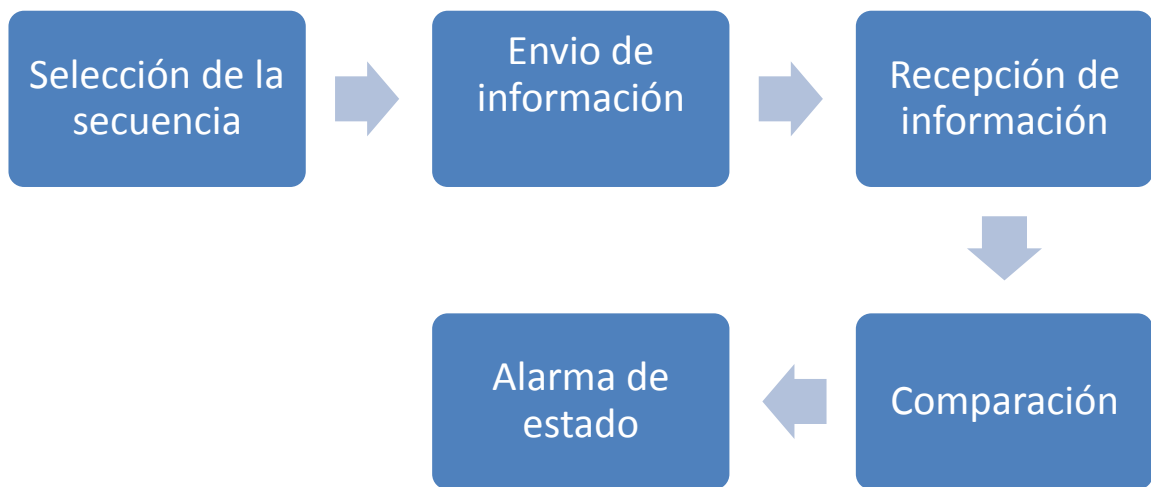 Selección de la
secuencia
Envio de
información
Recepción de
información
Comparación
Alarma de
estado